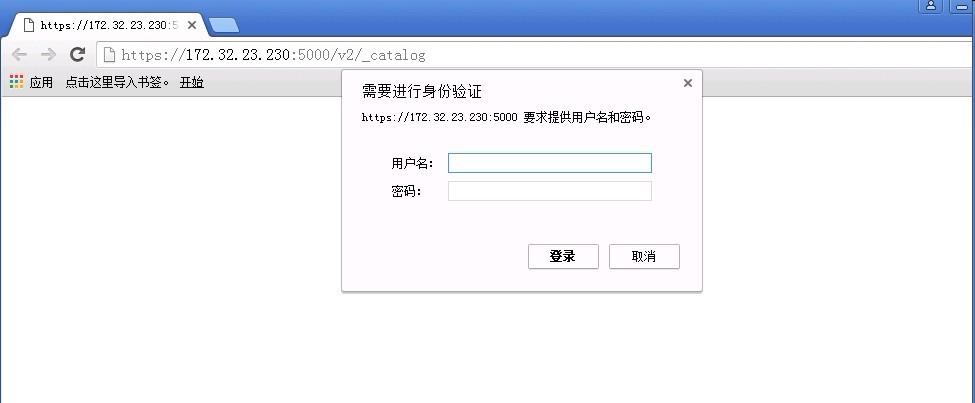 https://172.32.23.230:5
https://172.32.23.230:5000/v2/_catalog
应用 点击这里导入书签。 开始
需要进行身份验证
https://172.32.23.230:5000 要求提供用户名和密码。
用户名：
密码：
登录 取消